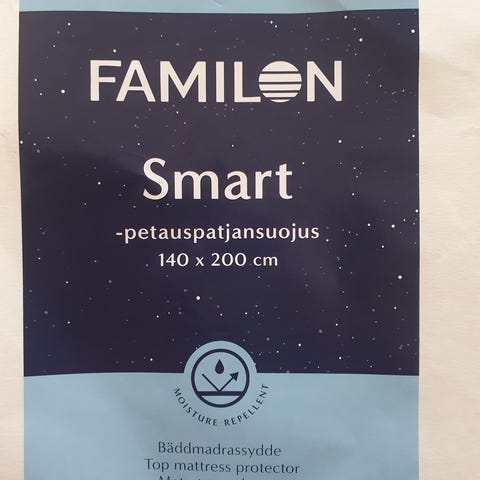 FAMILON
Smart
-petauspatjansuojus
140 x 200 cm
MOISTURE REPELLENT
Bäddmadrassydde
Top mattress protector